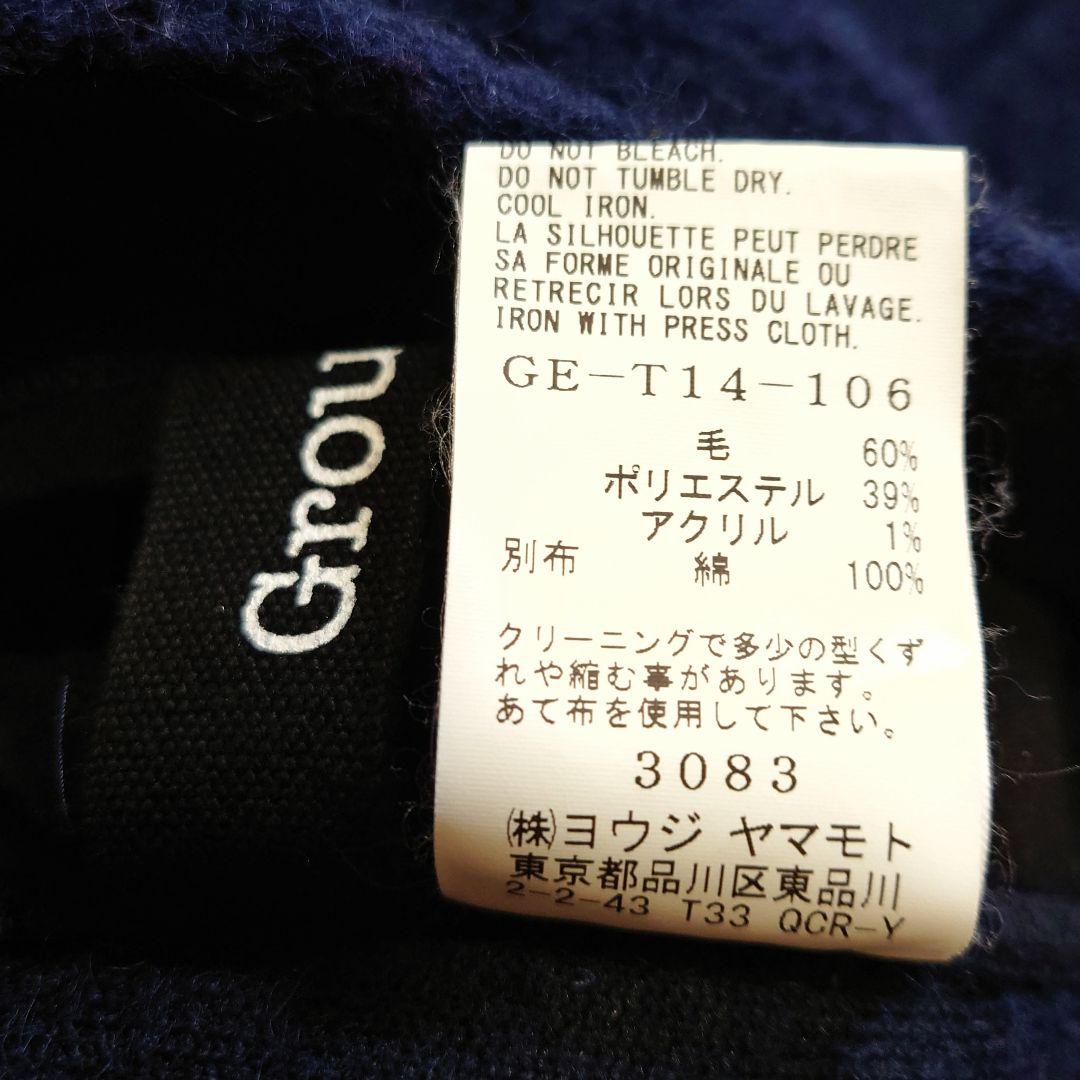 DO NOT BLEACH.
DO NOT TUMBLE DRY.
COOL IRON.
LA SILHOUETTE PEUT PERDRE
SA FORME ORIGINALE OU
RETRECIR LORS DU LAVAGE.
IRON WITH PRESS CLOTH.
GE-T14-106
毛 60%
ポリエステル 39%
アクリル 1%
別布 綿 100%
クリーニングで多少の型くず
れや縮む事があります。
あて布を使用して下さい。
3083
㈱ヨウジ ヤマモト
東京都品川区東品川
2-2-43 T33 QCR-Y
Grou